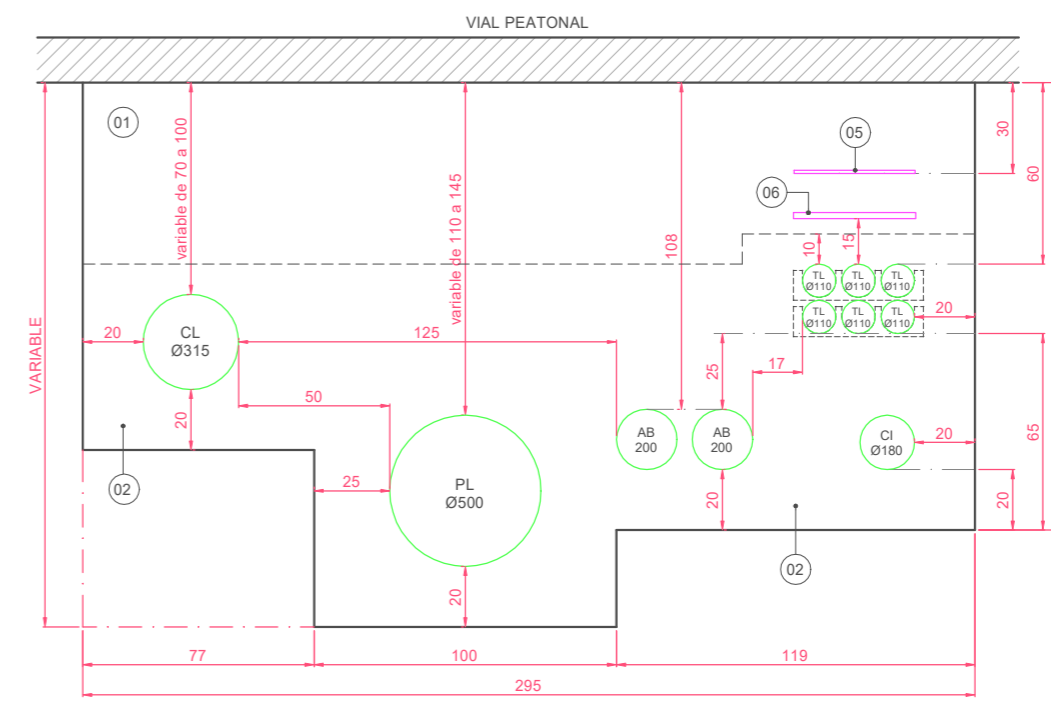 VIAL PEATONAL
01
variable de 70 a 100
variable de 110 a 145
108
05
06
30
60
10
15
TL
Ø110
TL
Ø110
TL
Ø110
TL
Ø110
TL
Ø110
TL
Ø110
20
VARIABLE
20
CL
Ø315
125
25
17
50
20
AB
200
AB
200
CI
Ø180
20
65
02
25
PL
Ø500
20
20
02
20
77
100
119
295